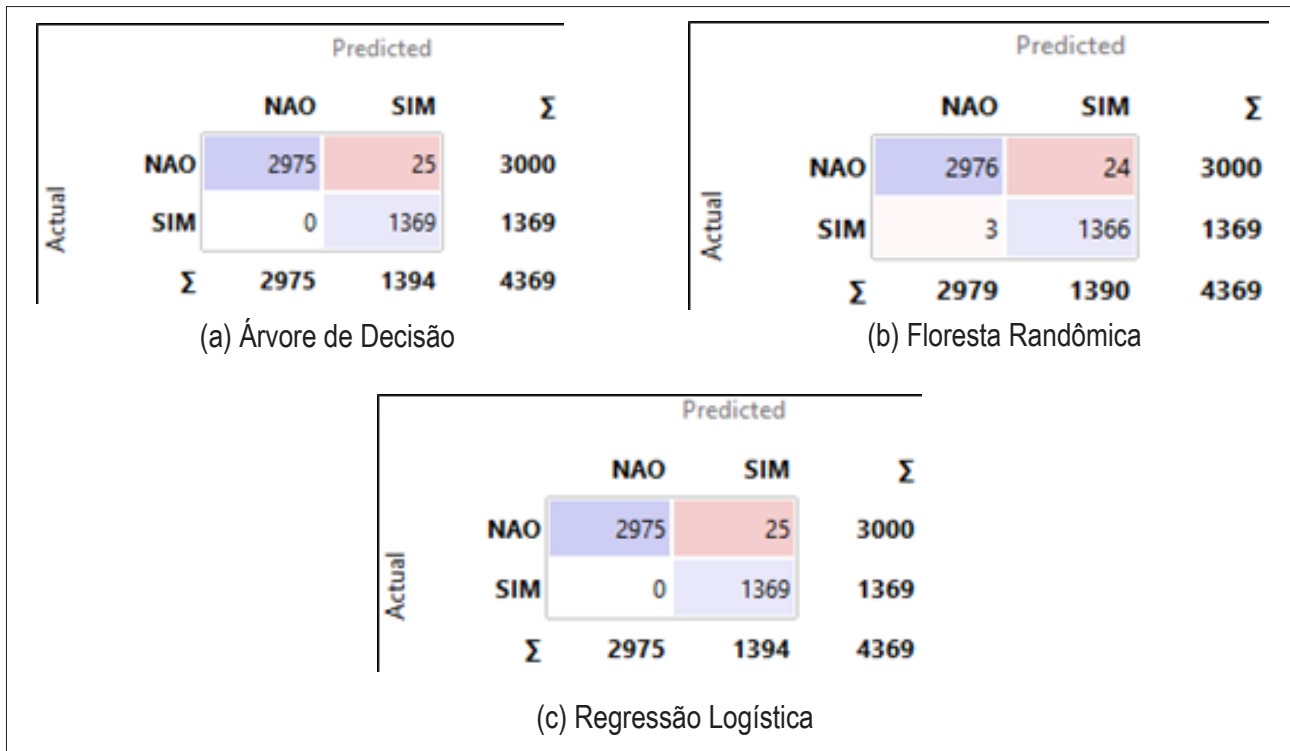 Predicted
NAO SIM Σ
NAO 2975 25 3000
Actual
SIM 0 1369 1369
Σ 2975 1394 4369
(a) Árvore de Decisão
Predicted
NAO SIM Σ
NAO 2976 24 3000
Actual
SIM 3 1366 1369
Σ 2979 1390 4369
(b) Floresta Randômica
Predicted
NAO SIM Σ
NAO 2975 25 3000
Actual
SIM 0 1369 1369
Σ 2975 1394 4369
(c) Regressão Logística